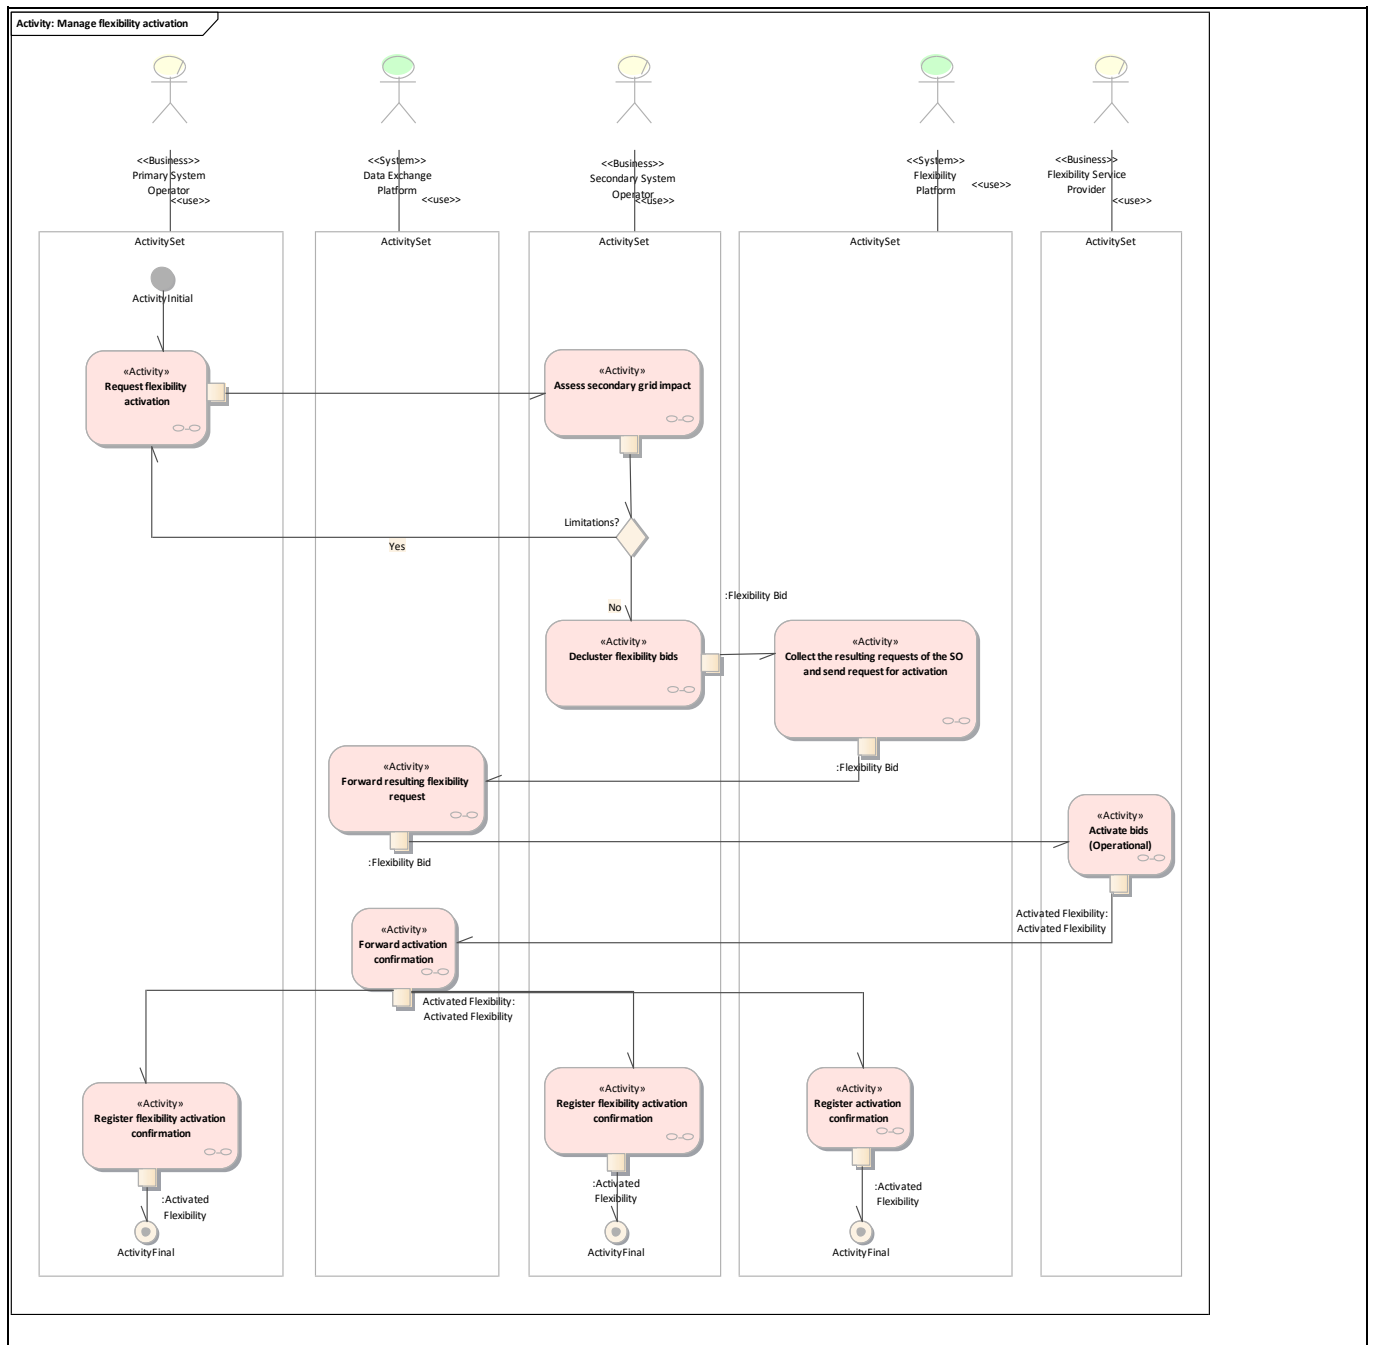 Activity: Manage flexibility activation
<<Business>>
Primary System
Operator
<<use>>
<<System>>
Data Exchange
Platform
<<use>>
<<Business>>
Secondary System
Operator
<<use>>
<<System>>
Flexibility
Platform
<<use>>
<<Business>>
Flexibility Service
Provider
<<use>>
ActivitySet
ActivitySet
ActivitySet
ActivitySet
ActivitySet
ActivityInitial
«Activity»
Request flexibility
activation
«Activity»
Assess secondary grid impact
Limitations?
Yes
No
:Flexibility Bid
«Activity»
Decluster flexibility bids
«Activity»
Collect the resulting requests of the SO
and send request for activation
:Flexibility Bid
«Activity»
Forward resulting flexibility
request
:Flexibility Bid
«Activity»
Activate bids
(Operational)
Activated Flexibility:
Activated Flexibility
«Activity»
Forward activation
confirmation
Activated Flexibility:
Activated Flexibility
«Activity»
Register flexibility activation
confirmation
«Activity»
Register flexibility activation
confirmation
«Activity»
Register activation
confirmation
:Activated
Flexibility
:Activated
Flexibility
:Activated
Flexibility
ActivityFinal
ActivityFinal
ActivityFinal